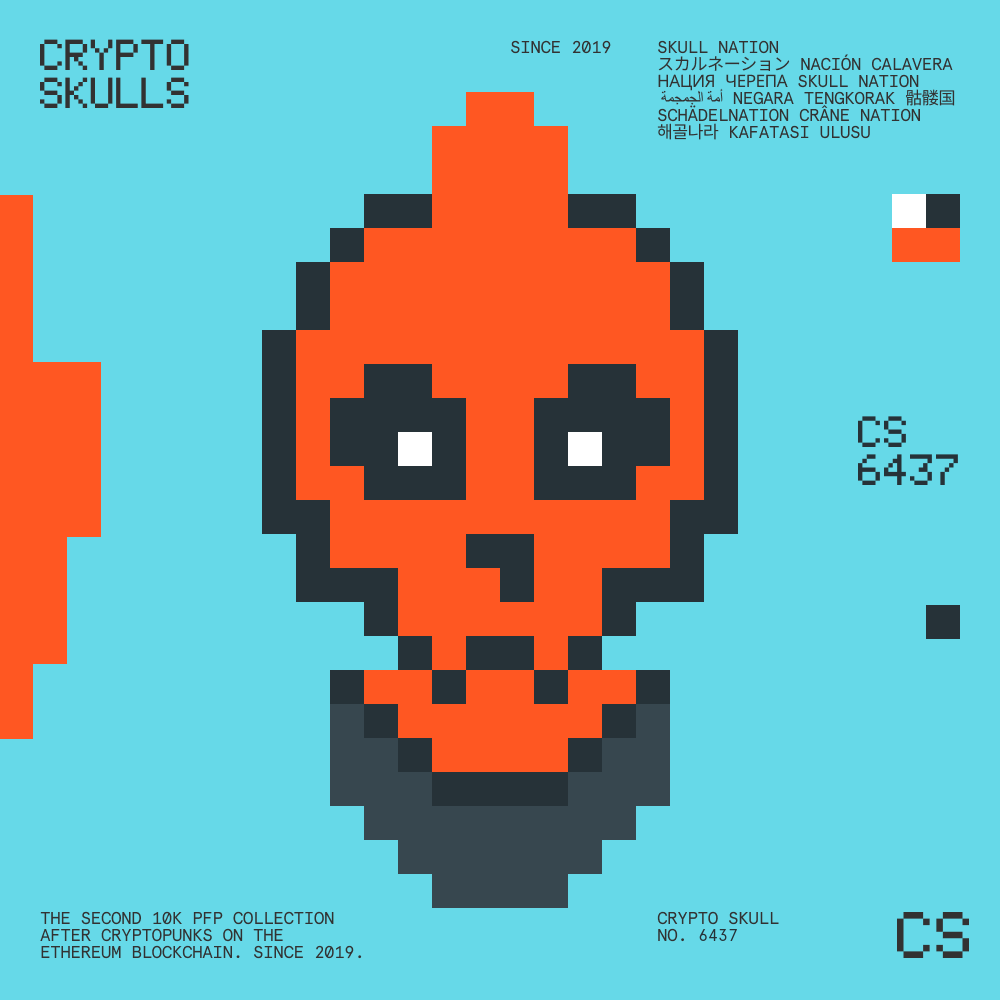 CRYPTO
SKULLS
SINCE 2019
SKULL NATION
スカルネーション NACIÓN CALAVERA
НАЦИЯ ЧЕРЕПА SKULL NATION
أمة الجمجمة NEGARA TENGKORAK 骷髅国
SCHÄDELNATION CRÂNE NATION
해골나라 KAFATASI ULUSU
CS
6437
THE SECOND 10K PFP COLLECTION
AFTER CRYPTOPUNKS ON THE
ETHEREUM BLOCKCHAIN. SINCE 2019.
CRYPTO SKULL
NO. 6437
CS